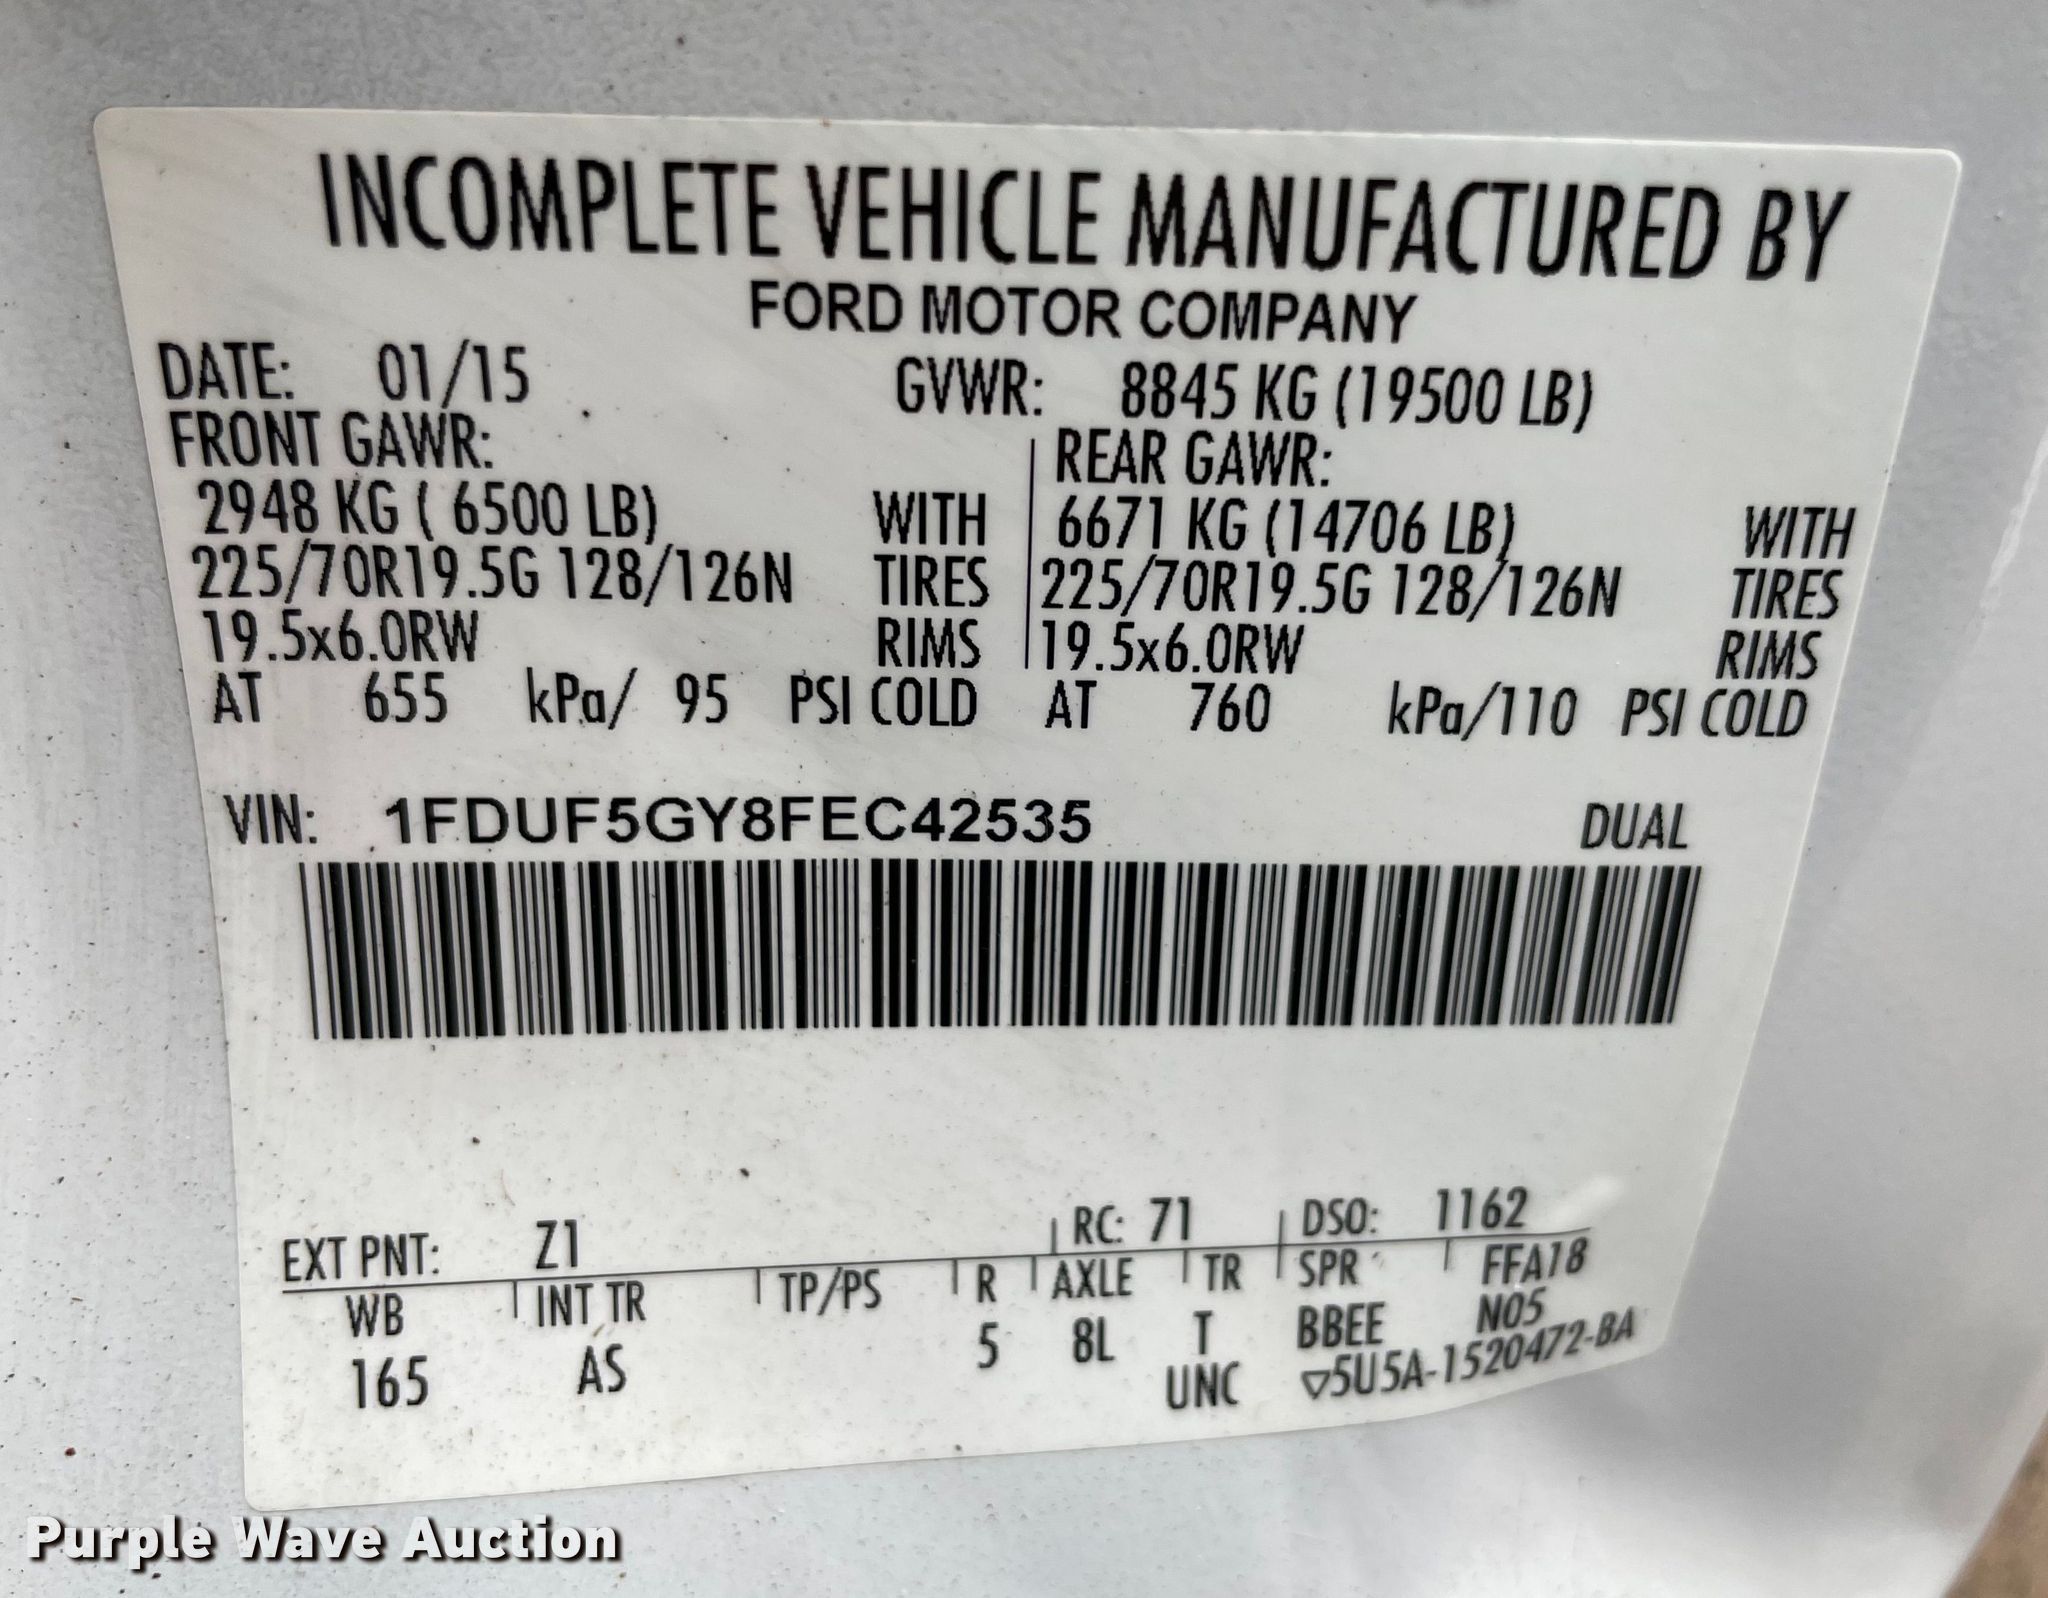 INCOMPLETE VEHICLE MANUFACTURED BY
FORD MOTOR COMPANY
DATE: 01/15 GVWR: 8845 KG (19500 LB)
FRONT GAWR: REAR GAWR:
2948 KG ( 6500 LB) WITH 6671 KG (14706 LB) WITH
225/70R19.5G 128/126N TIRES 225/70R19.5G 128/126N TIRES
19.5x6.0RW RIMS 19.5x6.0RW RIMS
AT 655 kPa/ 95 PSI COLD AT 760 kPa/110 PSI COLD
VIN: 1FDUF5GY8FEC42535 DUAL
EXT PNT: Z1 RC: 71 DSO: 1162
WB INT TR TP/PS R AXLE TR SPR FFA18
165 AS 5 8L T BBEE N05
UNC ▽5U5A-1520472-BA
Purple Wave Auction